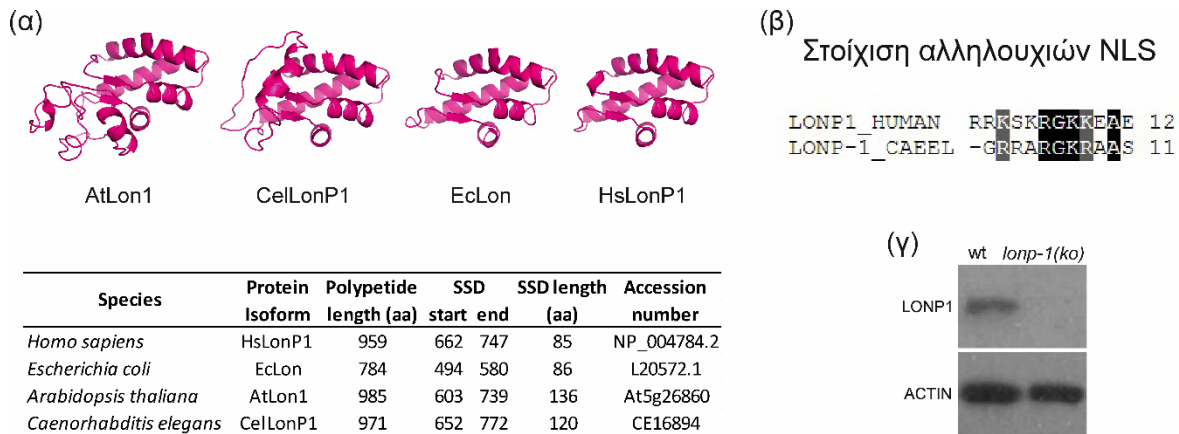 (α)
AtLon1 CelLonP1 EcLon HsLonP1
Species Protein Isoform Polypetide length (aa) SSD start end SSD length (aa) Accession number
Homo sapiens HsLonP1 959 662 747 85 NP_004784.2
Escherichia coli EcLon 784 494 580 86 L20572.1
Arabidopsis thaliana AtLon1 985 603 739 136 At5g26860
Caenorhabditis elegans CelLonP1 971 652 772 120 CE16894
(β)
Στοίχιση αλληλουχιών NLS
LONP1_HUMAN RRKSKRGKKEAE 12
LONP-1_CAEEL -GRRARGKRAAS 11
(γ)
wt lonp-1(ko)
LONP1
ACTIN